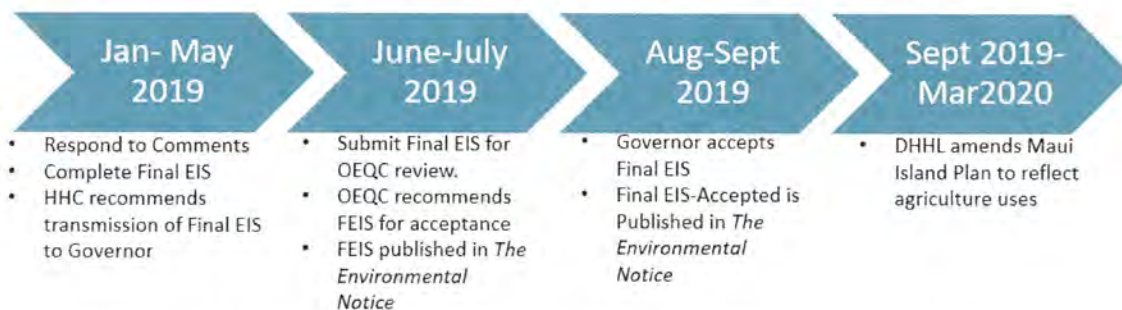 Jan- May
2019
• Respond to Comments
• Complete Final EIS
• HHC recommends
transmission of Final EIS
to Governor
June-July
2019
• Submit Final EIS for
OEQC review.
• OEQC recommends
FEIS for acceptance
• FEIS published in The
Environmental
Notice
Aug-Sept
2019
• Governor accepts
Final EIS
• Final EIS-Accepted is
Published in The
Environmental
Notice
Sept 2019-
Mar2020
• DHHL amends Maui
Island Plan to reflect
agriculture uses